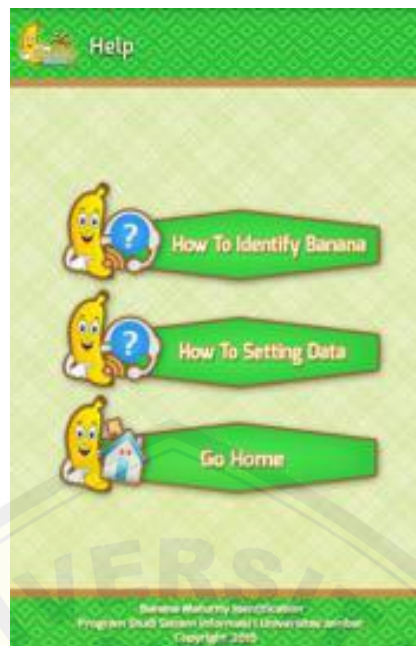 Help
How To Identify Banana
How To Setting Data
Go Home
VERSI
Banana Maturity Identification
Program Studi Sistem Informasi Universitas Jember
Copyright 2015